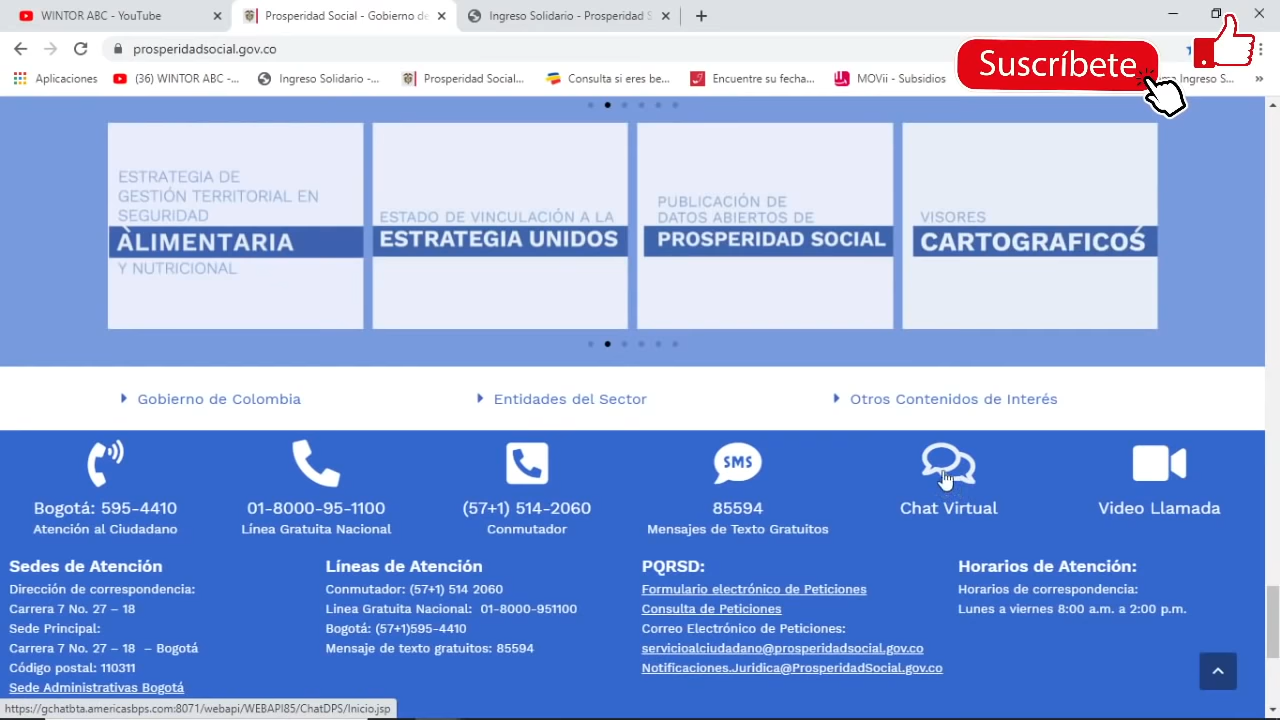 WINTOR ABC - YouTube
Prosperidad Social - Gobierno de
Ingreso Solidario - Prosperidad S
prosperidadsocial.gov.co
Suscríbete
Aplicaciones
(36) WINTOR ABC -...
Ingreso Solidario -...
Prosperidad Social...
Consulta si eres be...
Encuentre su fecha...
MOVii - Subsidios
Ingreso S...
ESTRATEGIA DE
GESTIÓN TERRITORIAL EN
SEGURIDAD
ÀLIMENTARIA
Y NUTRICIONAL
ESTADO DE VINCULACIÓN A LA
ESTRATEGIA UNIDOS
PUBLICACIÓN DE
DATOS ABIERTOS DE
PROSPERIDAD SOCIAL
VISORES
CARTOGRAFICOŚ
Gobierno de Colombia
Entidades del Sector
Otros Contenidos de Interés
SMS
Bogotá: 595-4410
Atención al Ciudadano
01-8000-95-1100
Línea Gratuita Nacional
(57+1) 514-2060
Conmutador
85594
Mensajes de Texto Gratuitos
Chat Virtual
Video Llamada
Sedes de Atención
Dirección de correspondencia:
Carrera 7 No. 27 – 18
Sede Principal:
Carrera 7 No. 27 – 18 – Bogotá
Código postal: 110311
Sede Administrativas Bogotá
Líneas de Atención
Conmutador: (57+1) 514 2060
Linea Gratuita Nacional: 01-8000-951100
Bogotá: (57+1)595-4410
Mensaje de texto gratuitos: 85594
PQRSD:
Formulario electrónico de Peticiones
Consulta de Peticiones
Correo Electrónico de Peticiones:
servicioalciudadano@prosperidadsocial.gov.co
Notificaciones.Juridica@ProsperidadSocial.gov.co
Horarios de Atención:
Horarios de correspondencia:
Lunes a viernes 8:00 a.m. a 2:00 p.m.
https://gchatbta.americasbps.com:8071/webapi/WEBAPI85/ChatDPS/Inicio.jsp